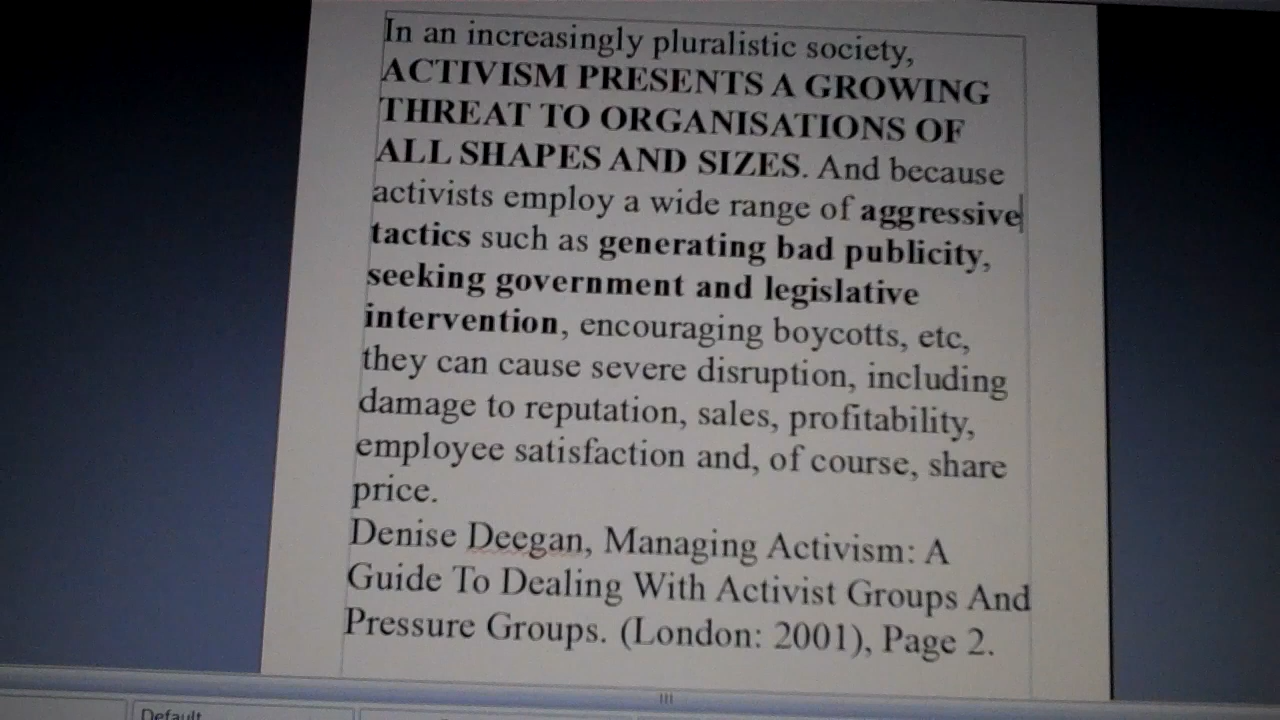 In an increasingly pluralistic society,
ACTIVISM PRESENTS A GROWING
THREAT TO ORGANISATIONS OF
ALL SHAPES AND SIZES. And because
activists employ a wide range of aggressive
tactics such as generating bad publicity,
seeking government and legislative
intervention, encouraging boycotts, etc,
they can cause severe disruption, including
damage to reputation, sales, profitability,
employee satisfaction and, of course, share
price.
Denise Deegan, Managing Activism: A
Guide To Dealing With Activist Groups And
Pressure Groups. (London: 2001), Page 2.
Default